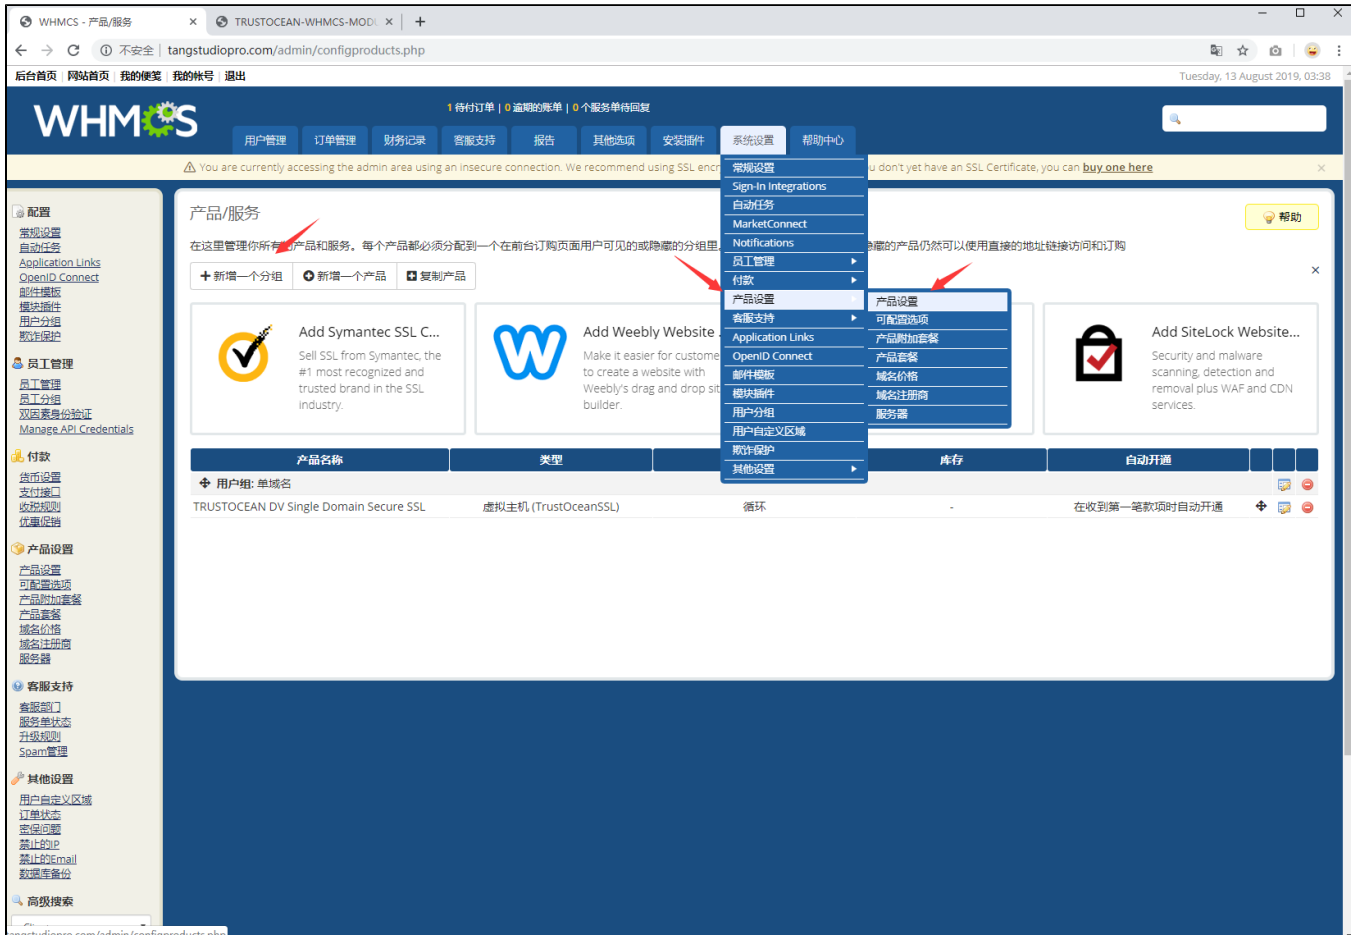 WHMCS - 产品/服务
TRUSTOCEAN-WHMCS-MODU
不安全 | tangstudiopro.com/admin/configproducts.php
后台首页 | 网站首页 | 我的便笺 | 我的帐号 | 退出
Tuesday, 13 August 2019, 03:38
WHMCS
1 待付订单 | 0 逾期的账单 | 0 个服务单待回复
用户管理 订单管理 财务记录 客服支持 报告 其他选项 安装插件 系统设置 帮助中心
You are currently accessing the admin area using an insecure connection. We recommend using SSL encr
u don't yet have an SSL Certificate, you can buy one here
常规设置
Sign-In Integrations
自动任务
MarketConnect
Notifications
员工管理
付款
产品设置
客服支持
Application Links
OpenID Connect
邮件模板
模块插件
用户分组
用户自定义区域
欺诈保护
其他设置
产品设置
可配置选项
产品附加套餐
产品套餐
域名价格
域名注册商
服务器
配置
常规设置
自动任务
Application Links
OpenID Connect
邮件模板
模块插件
用户分组
欺诈保护
员工管理
员工管理
员工分组
双因素身份验证
Manage API Credentials
付款
货币设置
支付接口
收税规则
优惠促销
产品设置
产品设置
可配置选项
产品附加套餐
产品套餐
域名价格
域名注册商
服务器
客服支持
客服部门
服务单状态
升级规则
Spam管理
其他设置
用户自定义区域
订单状态
密保问题
禁止的IP
禁止的Email
数据库备份
高级搜索
tangstudiopro.com/admin/configproducts.php
产品/服务
帮助
在这里管理你所有的产品和服务。每个产品都必须分配到一个在前台订购页面用户可见的或隐藏的分组里
隐藏的产品仍然可以使用直接的地址链接访问和订购
新增一个分组 新增一个产品 复制产品
Add Symantec SSL C...
Sell SSL from Symantec, the
#1 most recognized and
trusted brand in the SSL
industry.
Add Weebly Website
Make it easier for custome
to create a website with
Weebly's drag and drop sit
builder.
Add SiteLock Website...
Security and malware
scanning, detection and
removal plus WAF and CDN
services.
产品名称 类型 库存 自动开通
用户组: 单域名
TRUSTOCEAN DV Single Domain Secure SSL 虚拟主机 (TrustOceanSSL) 循环 - 在收到第一笔款项时自动开通